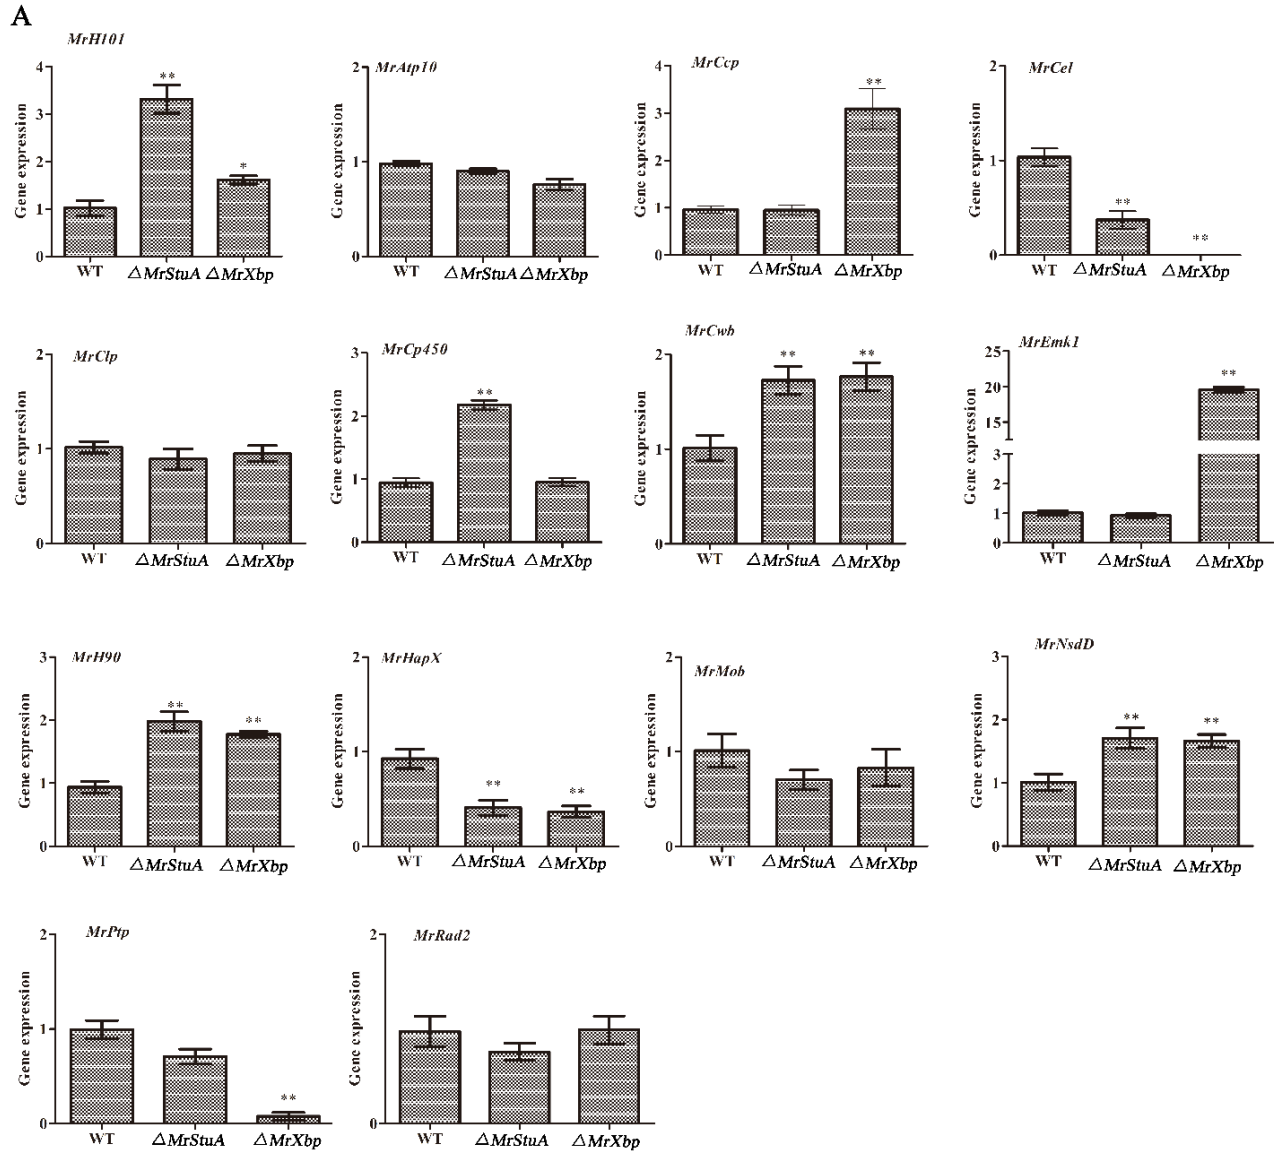 A
MrH101
Gene expression
4
3
2
1
0
**
*
WT
△MrStuA
△MrXbp
MrAtp10
Gene expression
2
1
0
WT
△MrStuA
△MrXbp
MrCcp
Gene expression
4
3
2
1
0
**
WT
△MrStuA
△MrXbp
MrCel
Gene expression
2
1
0
**
**
WT
△MrStuA
△MrXbp
MrClp
Gene expression
2
1
0
WT
△MrStuA
△MrXbp
MrCp450
Gene expression
3
2
1
0
**
WT
△MrStuA
△MrXbp
MrCwb
Gene expression
2
1
0
**
**
WT
△MrStuA
△MrXbp
MrEmk1
Gene expression
25
20
15
3
2
1
0
**
WT
△MrStuA
△MrXbp
MrH90
Gene expression
3
2
1
0
**
**
WT
△MrStuA
△MrXbp
MrHapX
Gene expression
2
1
0
**
**
WT
△MrStuA
△MrXbp
MrMob
Gene expression
2
1
0
WT
△MrStuA
△MrXbp
MrNsdD
Gene expression
3
2
1
0
**
**
WT
△MrStuA
△MrXbp
MrPtp
Gene expression
2
1
0
**
WT
△MrStuA
△MrXbp
MrRad2
Gene expression
2
1
0
WT
△MrStuA
△MrXbp